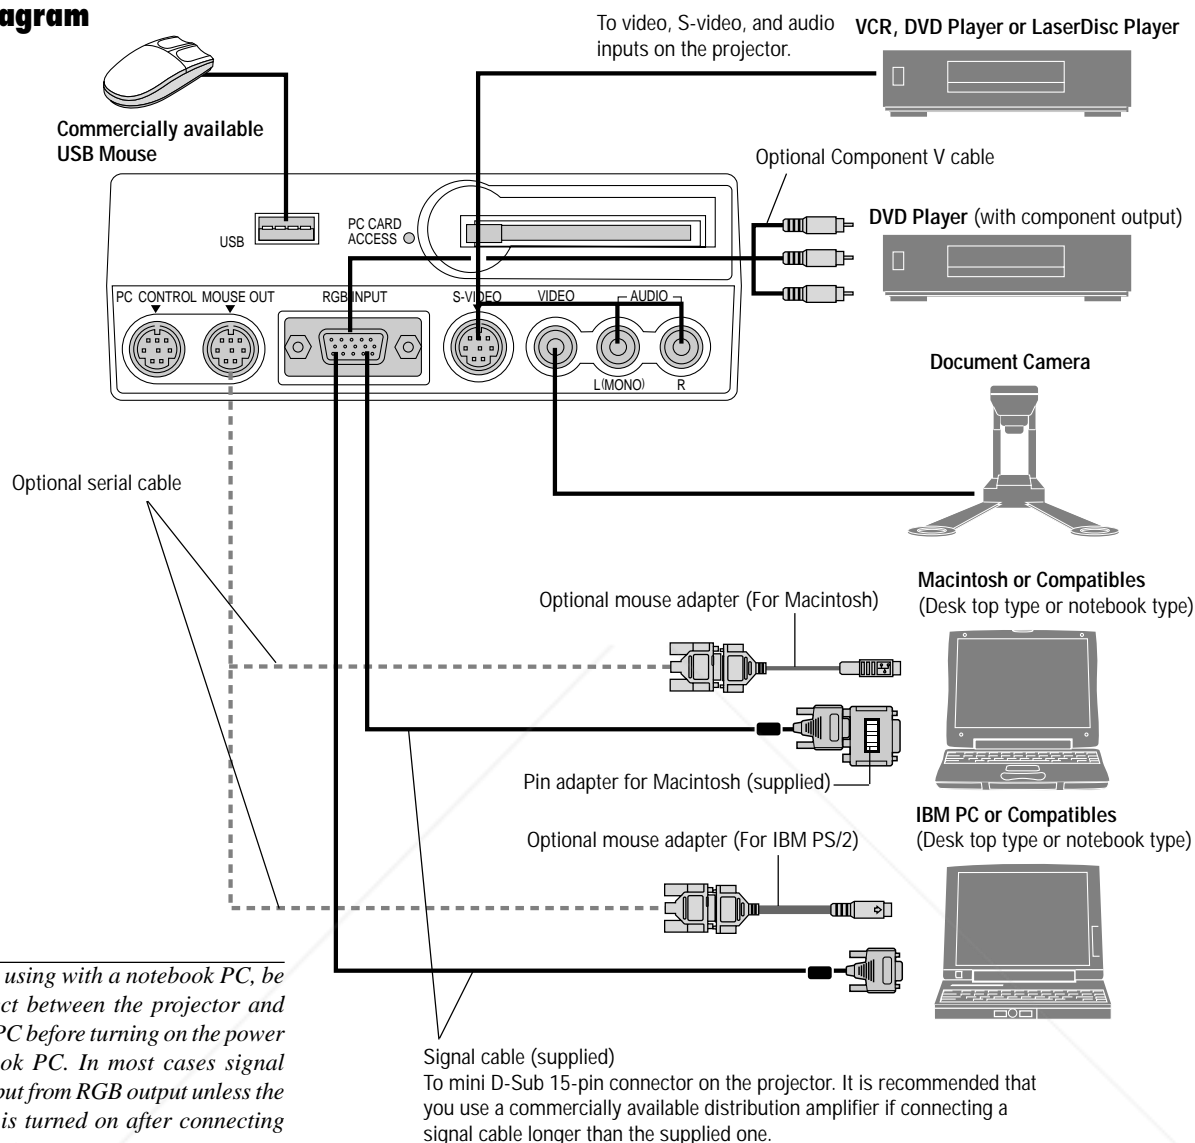 agram
To video, S-video, and audio
inputs on the projector.
VCR, DVD Player or LaserDisc Player
Commercially available
USB Mouse
Optional Component V cable
DVD Player (with component output)
USB
PC CARD
ACCESS
PC CONTROL MOUSE OUT
RGB INPUT
S-VIDEO
VIDEO
AUDIO
L(MONO)
R
Document Camera
Optional serial cable
Macintosh or Compatibles
(Desk top type or notebook type)
Optional mouse adapter (For Macintosh)
Pin adapter for Macintosh (supplied)
IBM PC or Compatibles
(Desk top type or notebook type)
Optional mouse adapter (For IBM PS/2)
using with a notebook PC, be
ct between the projector and
PC before turning on the power
ok PC. In most cases signal
put from RGB output unless the
is turned on after connecting
Signal cable (supplied)
To mini D-Sub 15-pin connector on the projector. It is recommended that
you use a commercially available distribution amplifier if connecting a
signal cable longer than the supplied one.